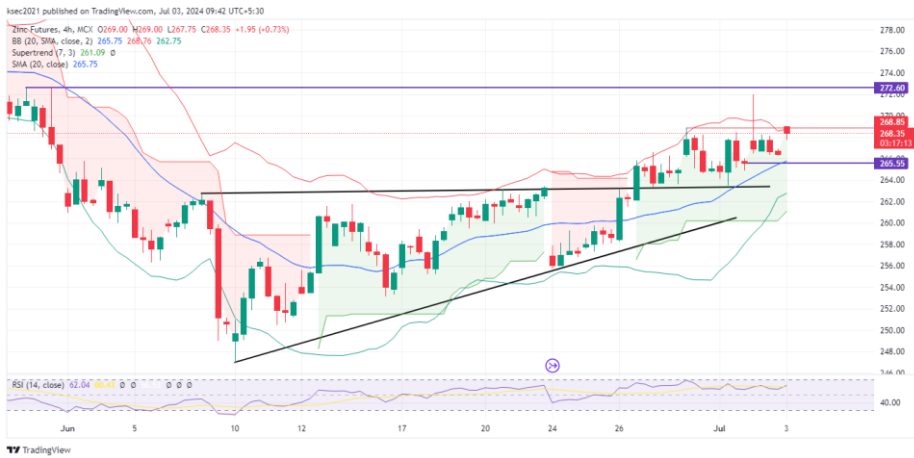 ksec2021 published on TradingView.com, Jul 03, 2024 09:42 UTC+5:30
Zinc Futures, 4h, MCX O269.00 H269.00 L267.75 C268.35 +1.95 (+0.73%)
BB (20, SMA, close, 2) 265.75 268.76 262.75
Supertrend (7, 3) 261.09 Ø
SMA (20, close) 265.75
278.00
276.00
274.00
272.60
272.00
268.85
268.35
03:17:13
265.55
264.00
262.00
260.00
258.00
256.00
254.00
252.00
250.00
248.00
246.00
RSI (14, close) 62.04 Ø Ø Ø Ø Ø
40.00
Jun 5 10 12 17 20 24 26 Jul 3
TradingView